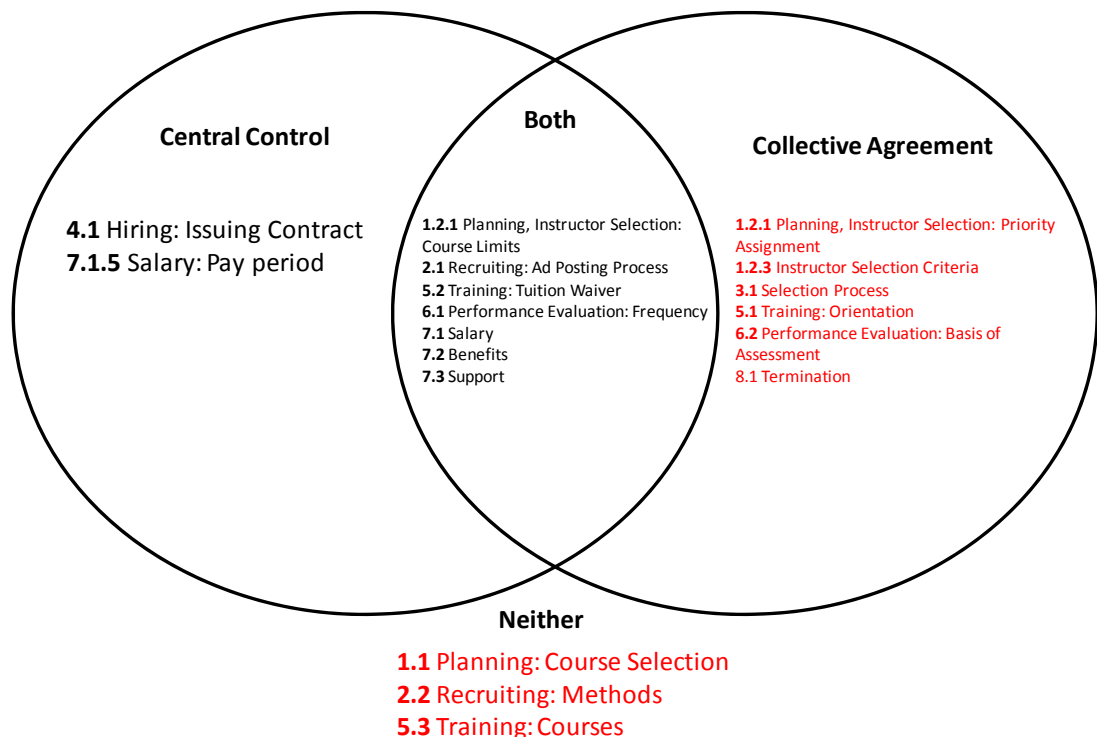 Central Control
4.1 Hiring: Issuing Contract
7.1.5 Salary: Pay period
Both
1.2.1 Planning, Instructor Selection:
Course Limits
2.1 Recruiting: Ad Posting Process
5.2 Training: Tuition Waiver
6.1 Performance Evaluation: Frequency
7.1 Salary
7.2 Benefits
7.3 Support
Collective Agreement
1.2.1 Planning, Instructor Selection: Priority
Assignment
1.2.3 Instructor Selection Criteria
3.1 Selection Process
5.1 Training: Orientation
6.2 Performance Evaluation: Basis of
Assessment
8.1 Termination
Neither
1.1 Planning: Course Selection
2.2 Recruiting: Methods
5.3 Training: Courses